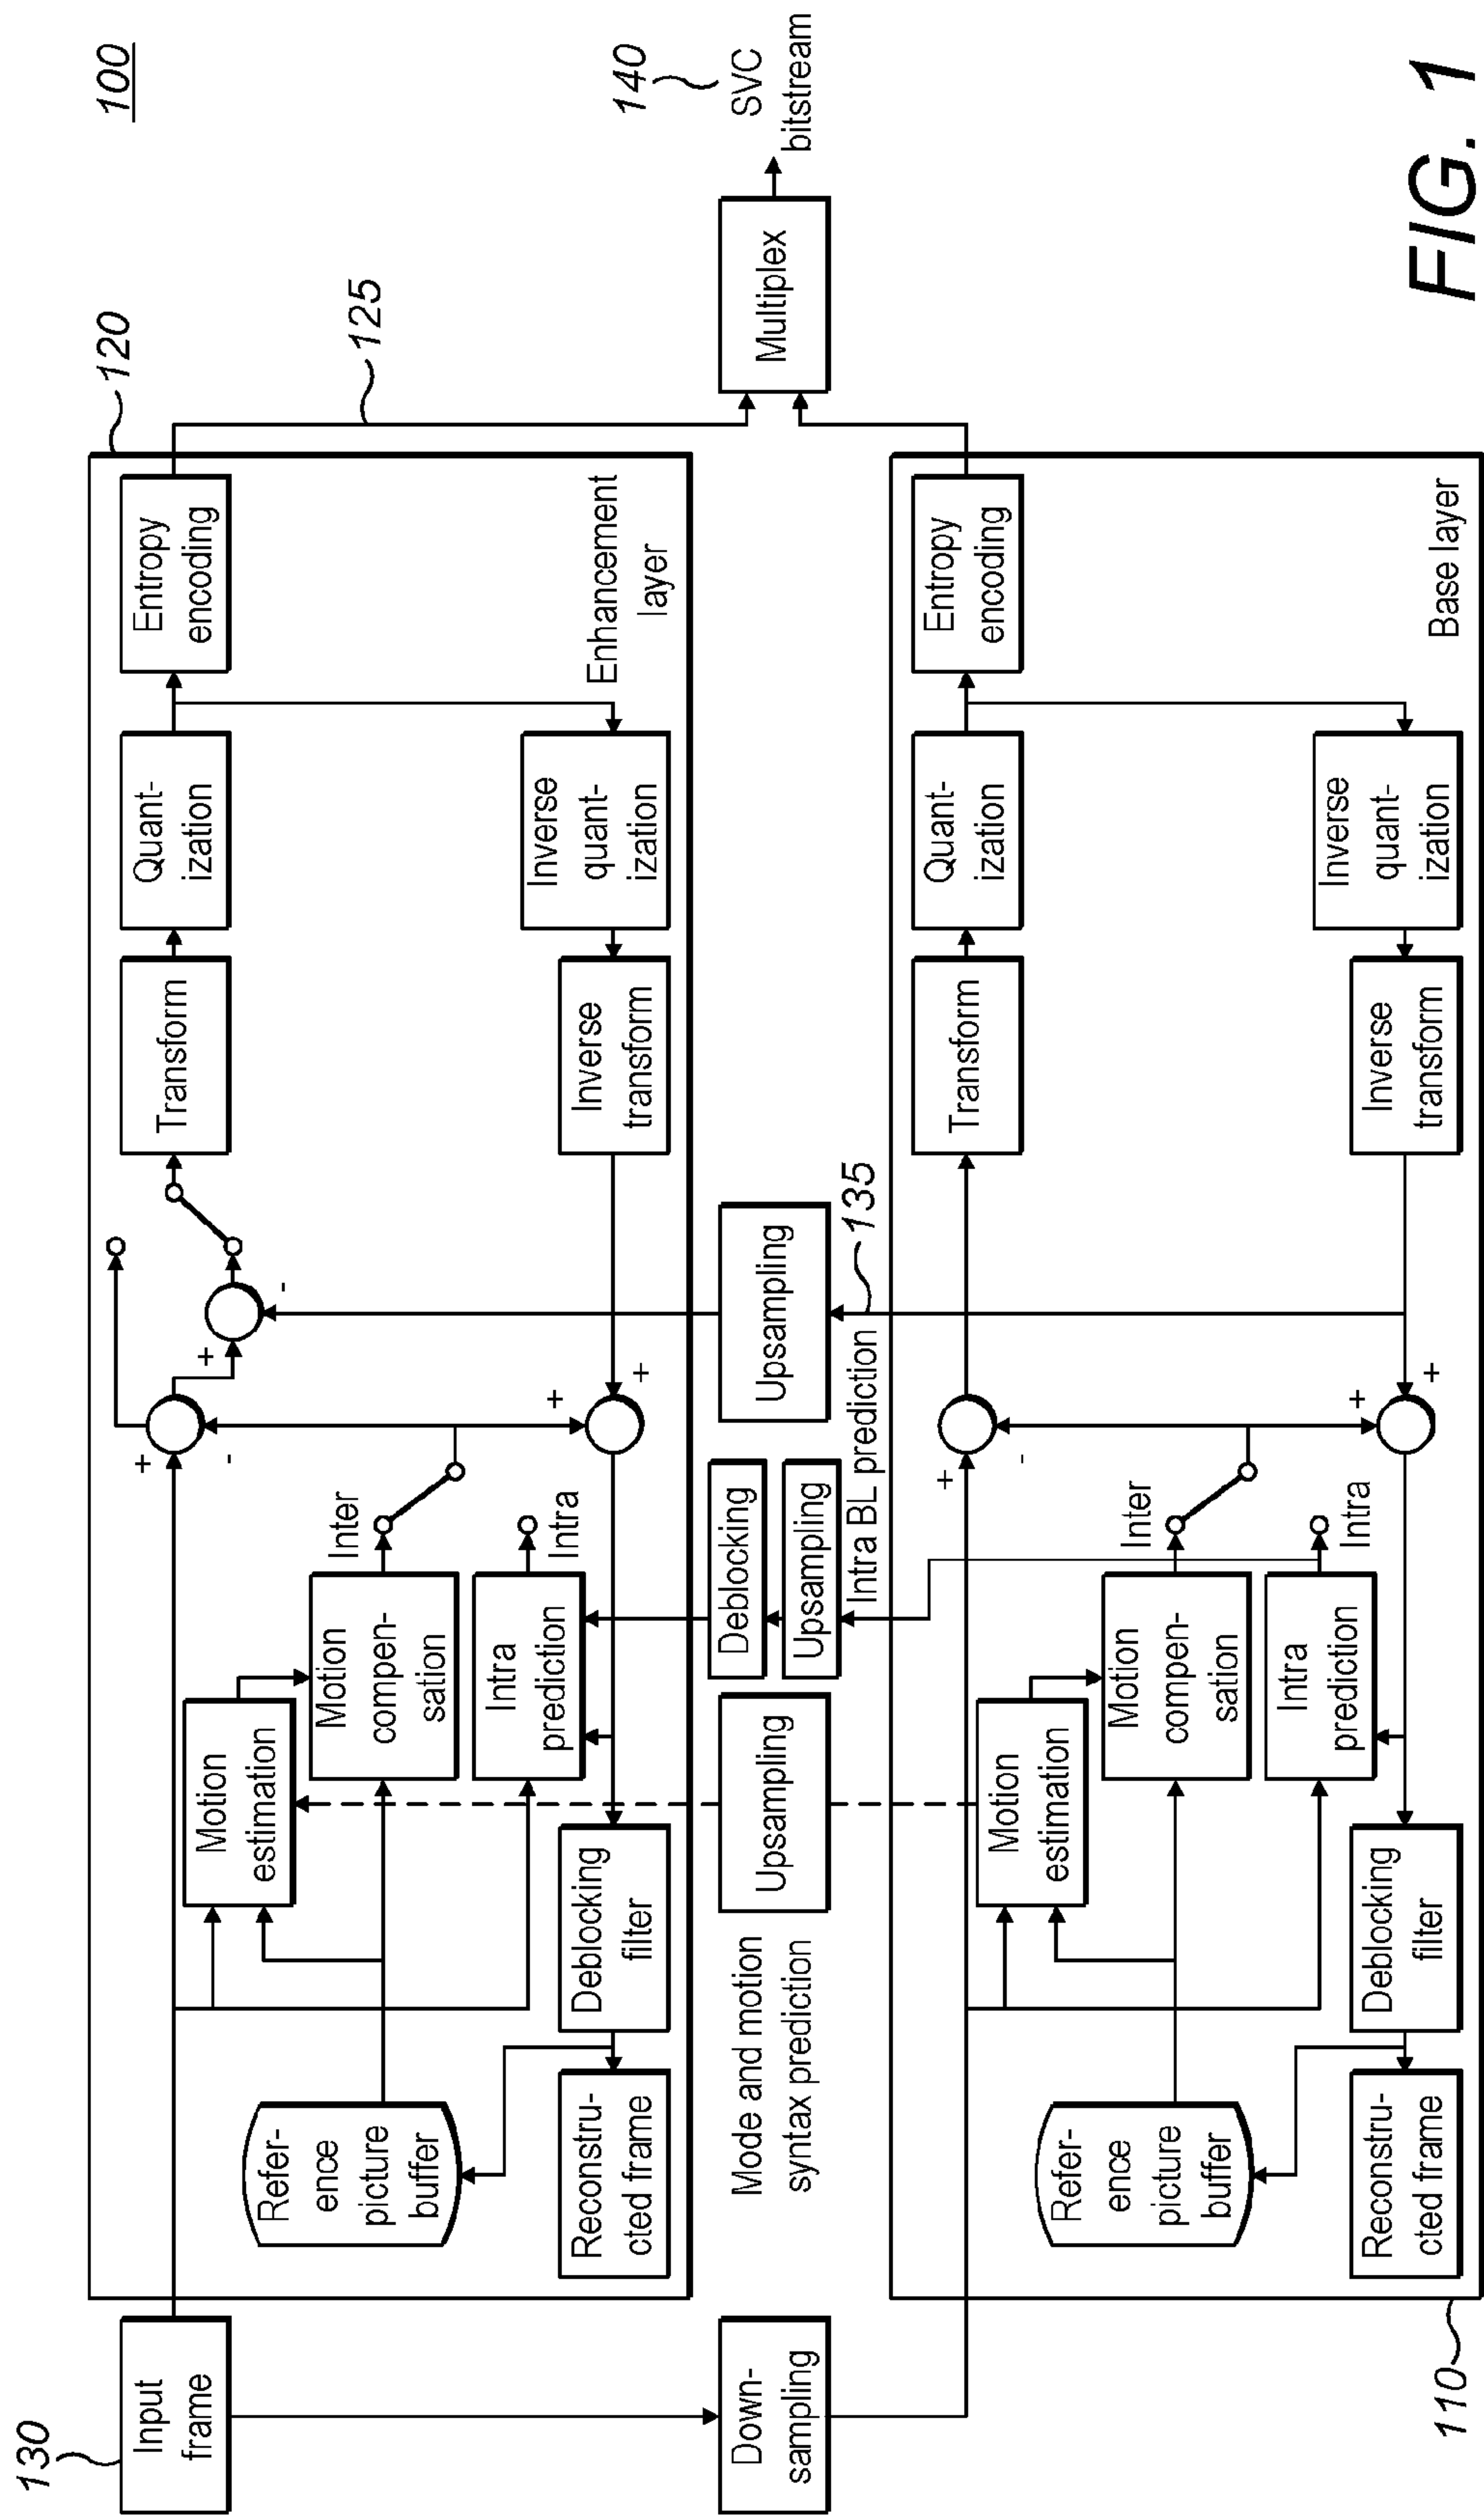 100
130
Input
frame
120
125
Refer-
ence
picture
buffer
Reconstru-
cted frame
Deblocking
filter
Motion
estimation
Motion
compen-
sation
Intra
prediction
Inter
Intra
+
-
+
+
+
-
Transform
Quant-
ization
Entropy
encoding
Inverse
transform
Inverse
quant-
ization
Enhancement
layer
Down-
sampling
Mode and motion
syntax prediction
Upsampling
Deblocking
Upsampling
Intra BL prediction
Upsampling
135
Multiplex
140
SVC
bitstream
Refer-
ence
picture
buffer
Reconstru-
cted frame
Deblocking
filter
Motion
estimation
Motion
compen-
sation
Intra
prediction
Inter
Intra
+
-
+
+
Transform
Quant-
ization
Entropy
encoding
Inverse
transform
Inverse
quant-
ization
Base layer
110
FIG. 1